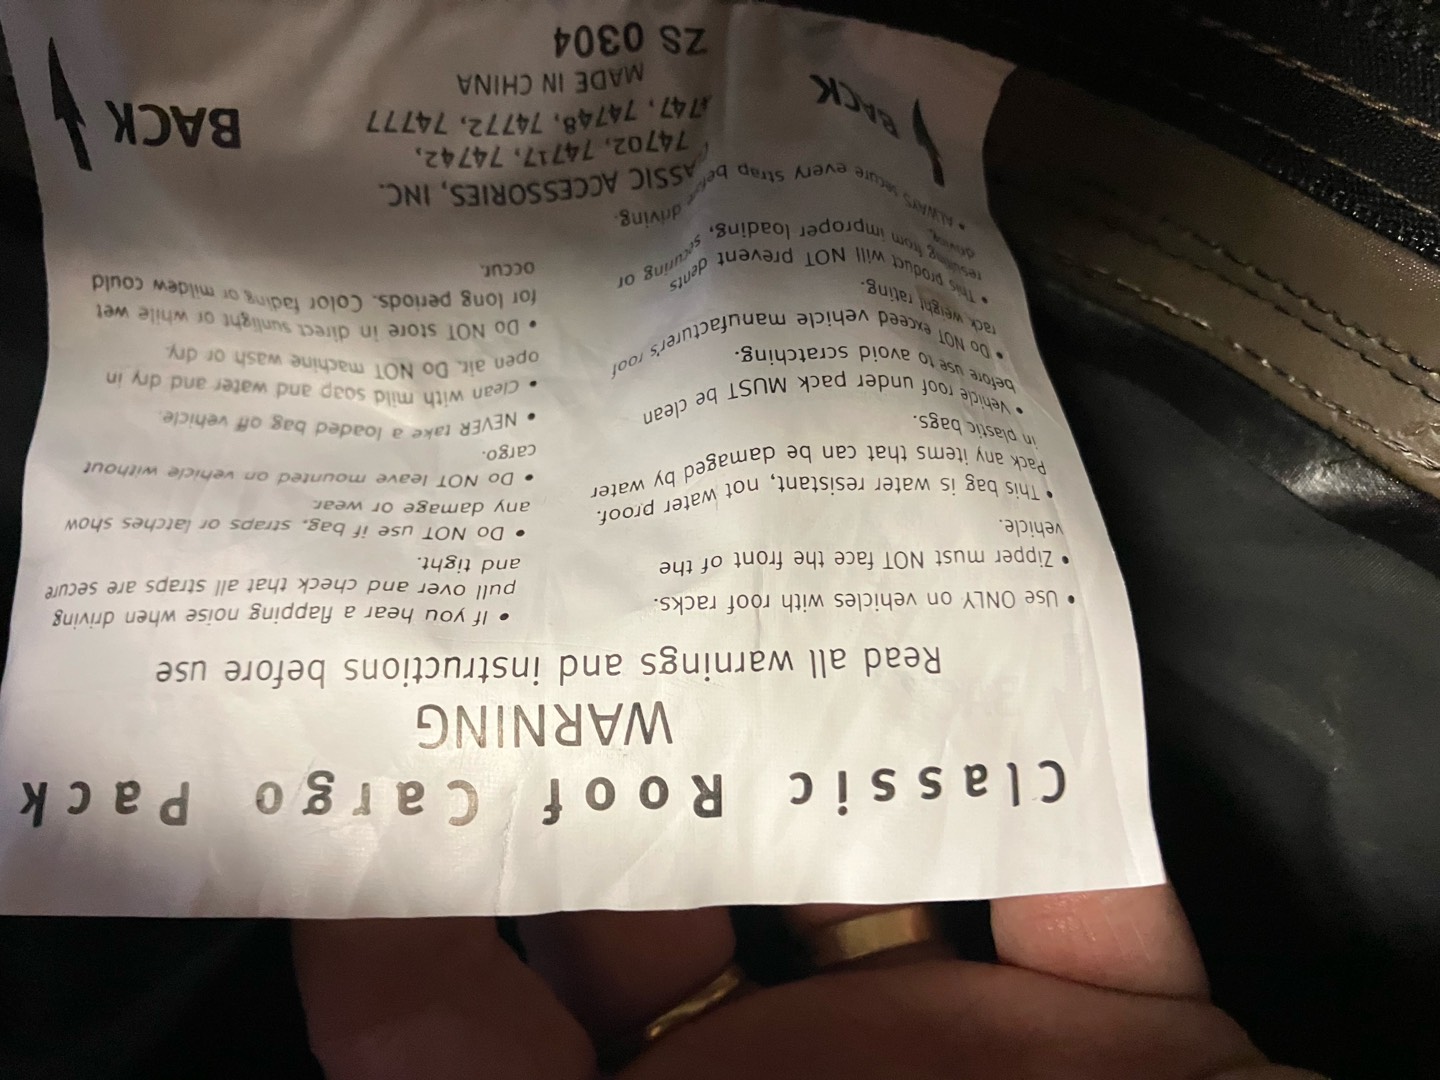 Classic Roof Cargo Pack
WARNING
Read all warnings and instructions before use
• Use ONLY on vehicles with roof racks.
• Zipper must NOT face the front of the
vehicle.
• This bag is water resistant, not water proof.
Pack any items that can be damaged by water
in plastic bags.
• Vehicle roof under pack MUST be clean
before use to avoid scratching.
• Do NOT exceed vehicle manufacturer's roof
rack weight rating.
• This product will NOT prevent dents
resulting from improper loading, securing or
driving.
• ALWAYS secure every strap before driving.
• If you hear a flapping noise when driving
pull over and check that all straps are secure
and tight.
• Do NOT use if bag, straps or latches show
any damage or wear.
• Do NOT leave mounted on vehicle without
cargo.
• NEVER take a loaded bag off vehicle.
• Clean with mild soap and water and dry in
open air. Do NOT machine wash or dry.
• Do NOT store in direct sunlight or while wet
for long periods. Color fading or mildew could
occur.
BACK
ASSIC ACCESSORIES, INC.
74702, 74717, 74742,
747, 74748, 74772, 74777
MADE IN CHINA
ZS 0304
BACK